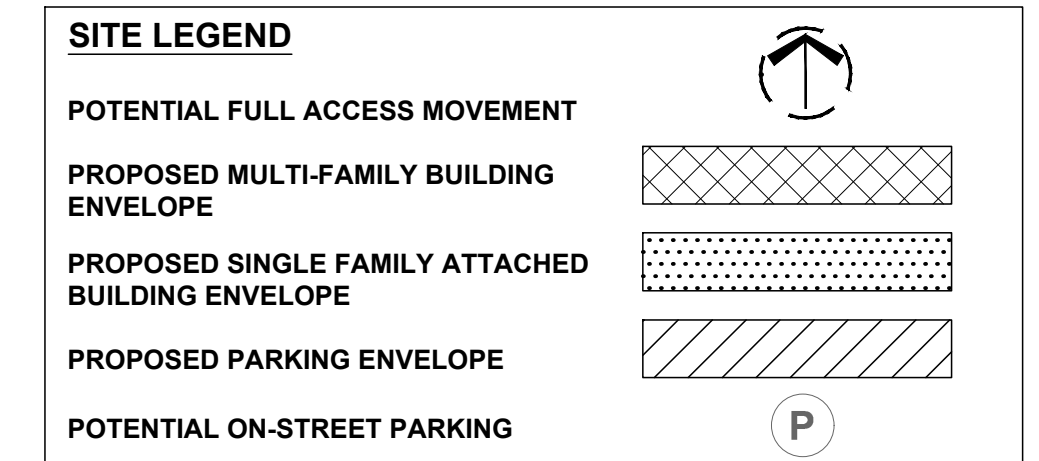 SITE LEGEND
POTENTIAL FULL ACCESS MOVEMENT
PROPOSED MULTI-FAMILY BUILDING
ENVELOPE
PROPOSED SINGLE FAMILY ATTACHED
BUILDING ENVELOPE
PROPOSED PARKING ENVELOPE
POTENTIAL ON-STREET PARKING
P